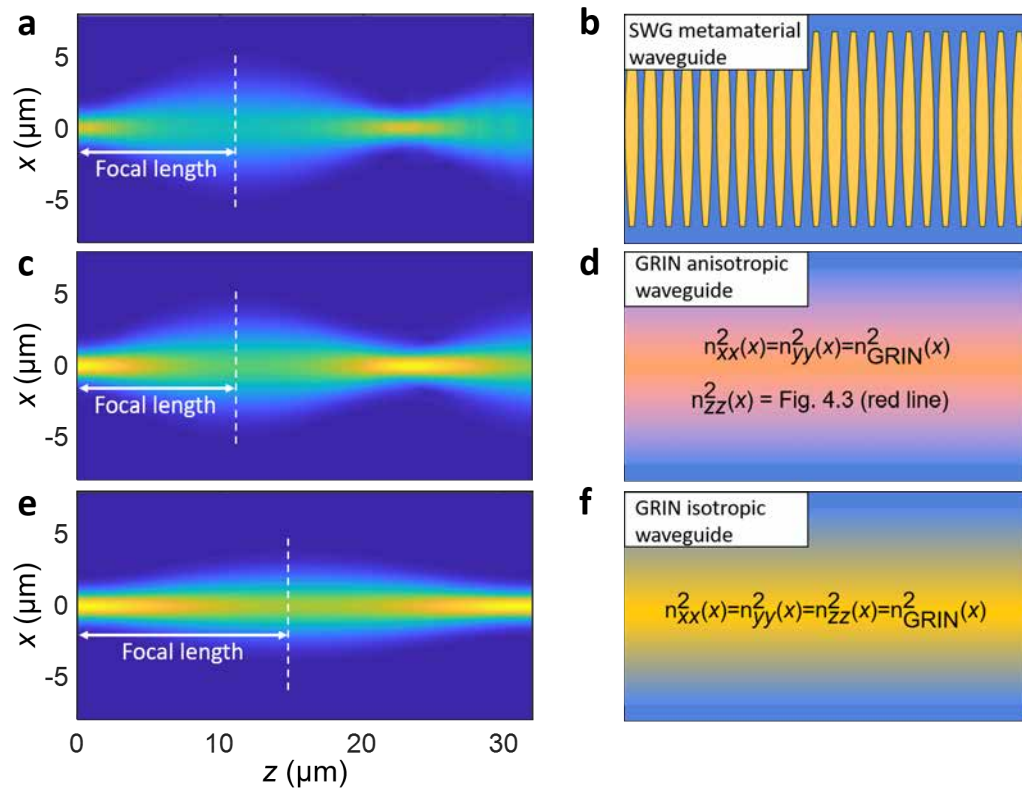 a
5
0
-5
x (µm)
Focal length
b
SWG metamaterial
waveguide
c
5
0
-5
x (µm)
Focal length
d
GRIN anisotropic
waveguide
n²xx(x)=n²yy(x)=n²GRIN(x)
n²zz(x) = Fig. 4.3 (red line)
e
5
0
-5
x (µm)
Focal length
0
10
20
30
z (µm)
f
GRIN isotropic
waveguide
n²xx(x)=n²yy(x)=n²zz(x)=n²GRIN(x)